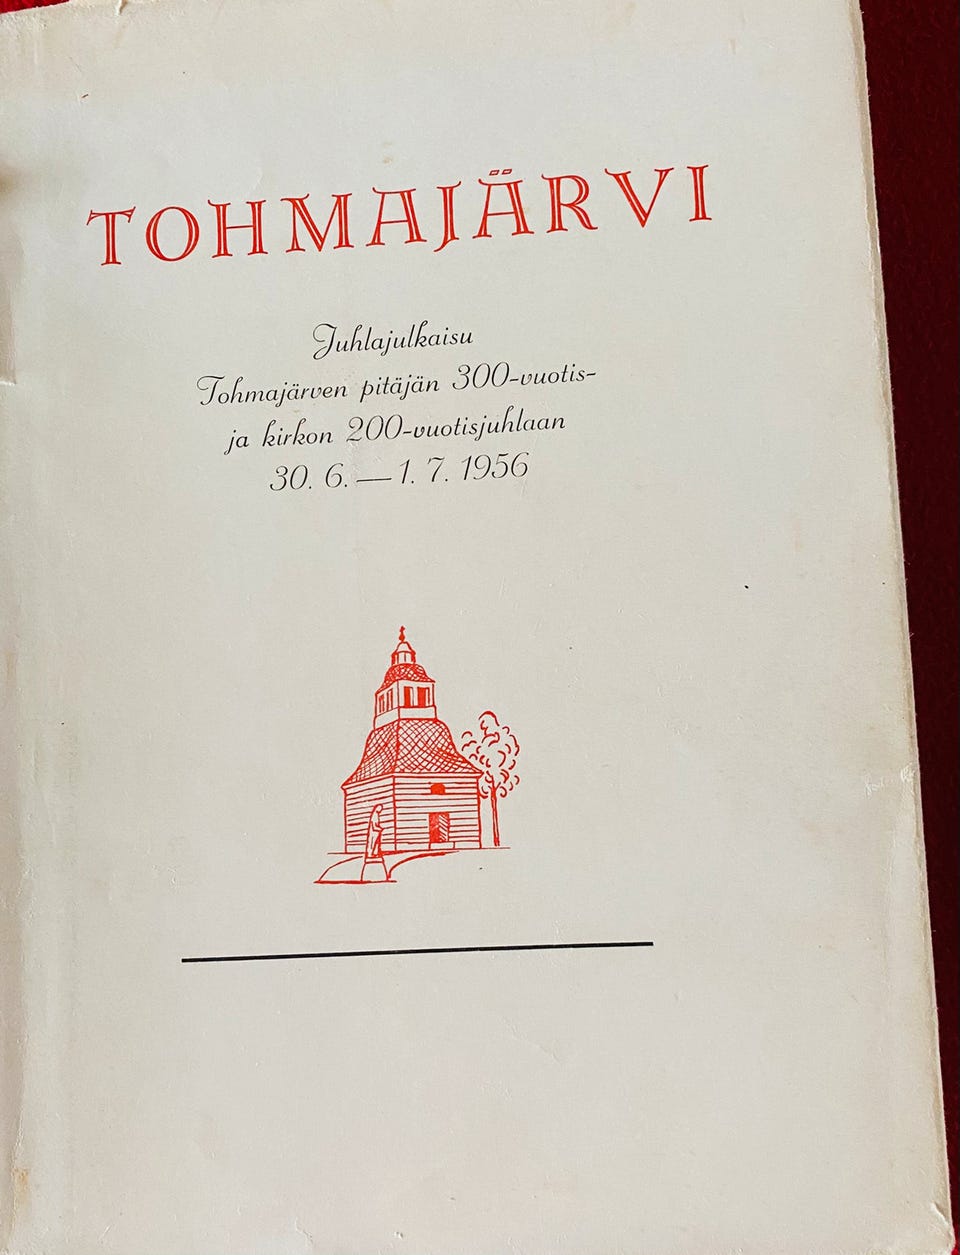 TOHMAJÄRVI
Juhlajulkaisu
Tohmajärven pitäjän 300-vuotis-
ja kirkon 200-vuotisjuhlaan
30. 6. — 1. 7. 1956